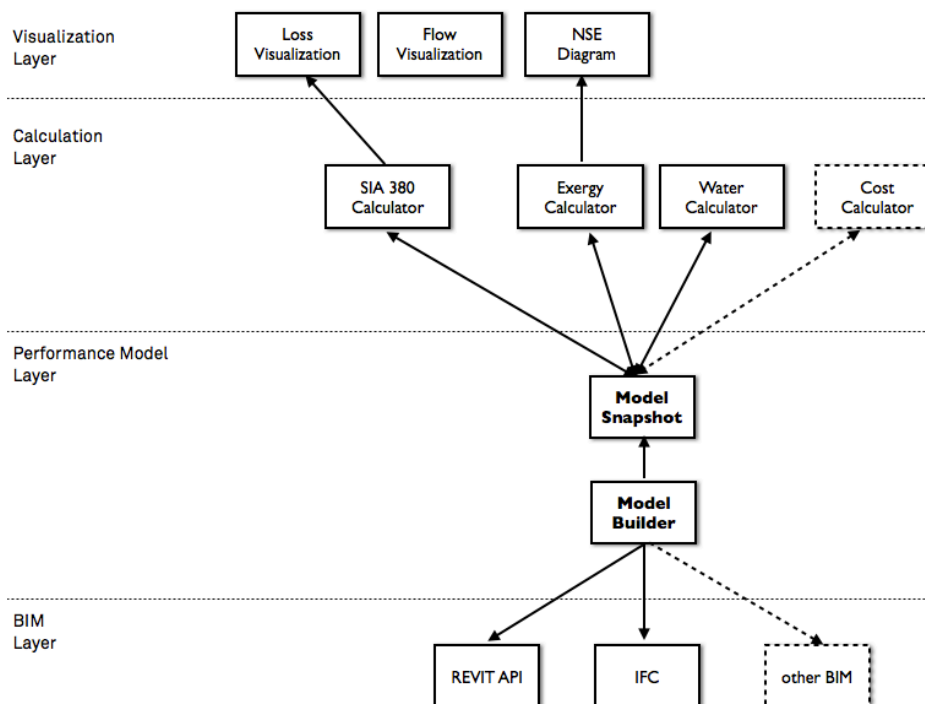 Visualization
Layer
Loss
Visualization
Flow
Visualization
NSE
Diagram
Calculation
Layer
SIA 380
Calculator
Exergy
Calculator
Water
Calculator
Cost
Calculator
Performance Model
Layer
Model
Snapshot
Model
Builder
BIM
Layer
REVIT API
IFC
other BIM